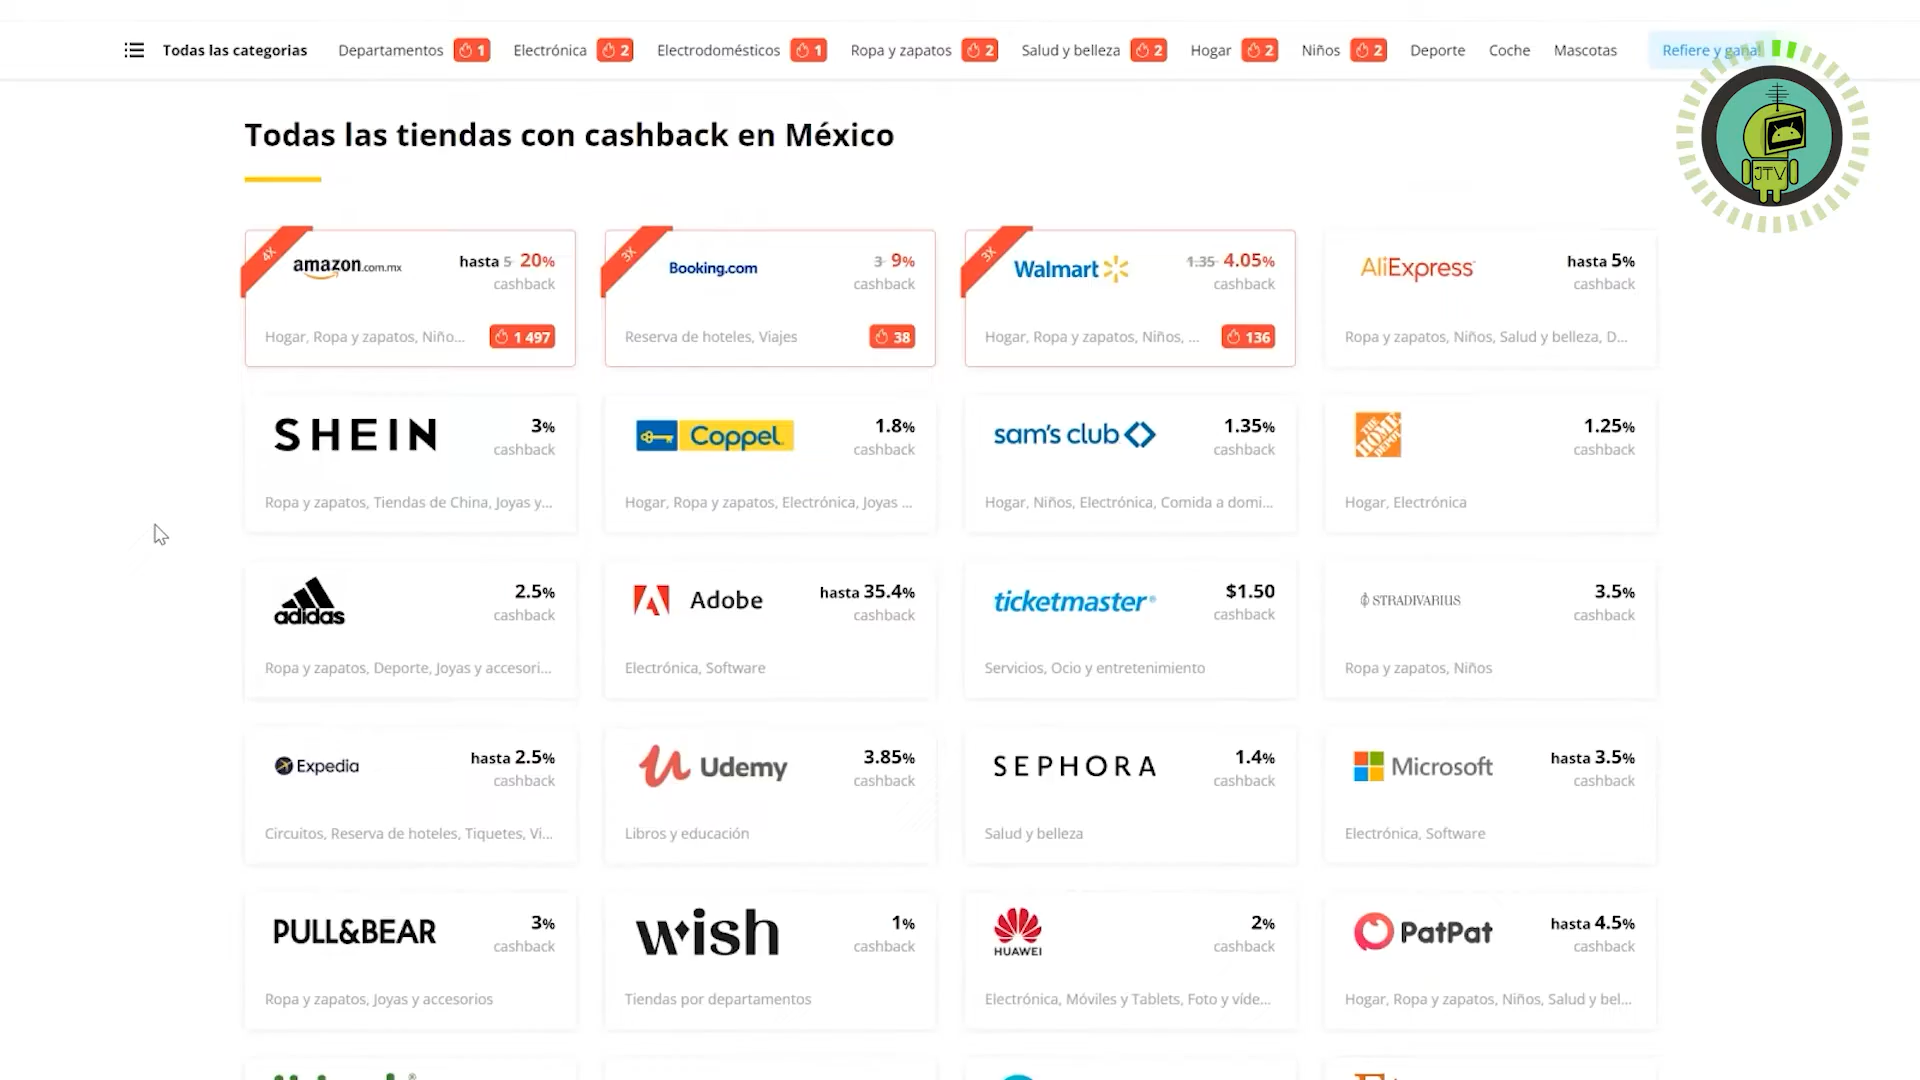 Todas las categorias Departamentos 1 Electrónica 2 Electrodomésticos 1 Ropa y zapatos 2 Salud y belleza 2 Hogar 2 Niños 2 Deporte Coche Mascotas Refiere y gana!
JTV
Todas las tiendas con cashback en México
4X amazon.com.mx hasta 5 20% cashback
Hogar, Ropa y zapatos, Niño... 1 497
3X Booking.com 3 9% cashback
Reserva de hoteles, Viajes 38
3X Walmart 1.35 4.05% cashback
Hogar, Ropa y zapatos, Niños, ... 136
AliExpress hasta 5% cashback
Ropa y zapatos, Niños, Salud y belleza, D...
SHEIN 3% cashback
Ropa y zapatos, Tiendas de China, Joyas y...
Coppel 1.8% cashback
Hogar, Ropa y zapatos, Electrónica, Joyas ...
sam's club 1.35% cashback
Hogar, Niños, Electrónica, Comida a domi...
THE HOME DEPOT 1.25% cashback
Hogar, Electrónica
adidas 2.5% cashback
Ropa y zapatos, Deporte, Joyas y accesori...
Adobe hasta 35.4% cashback
Electrónica, Software
ticketmaster® $1.50 cashback
Servicios, Ocio y entretenimiento
STRADIVARIUS 3.5% cashback
Ropa y zapatos, Niños
Expedia hasta 2.5% cashback
Circuitos, Reserva de hoteles, Tiquetes, Vi...
Udemy 3.85% cashback
Libros y educación
SEPHORA 1.4% cashback
Salud y belleza
Microsoft hasta 3.5% cashback
Electrónica, Software
PULL&BEAR 3% cashback
Ropa y zapatos, Joyas y accesorios
wish 1% cashback
Tiendas por departamentos
HUAWEI 2% cashback
Electrónica, Móviles y Tablets, Foto y víde...
PatPat hasta 4.5% cashback
Hogar, Ropa y zapatos, Niños, Salud y bel...